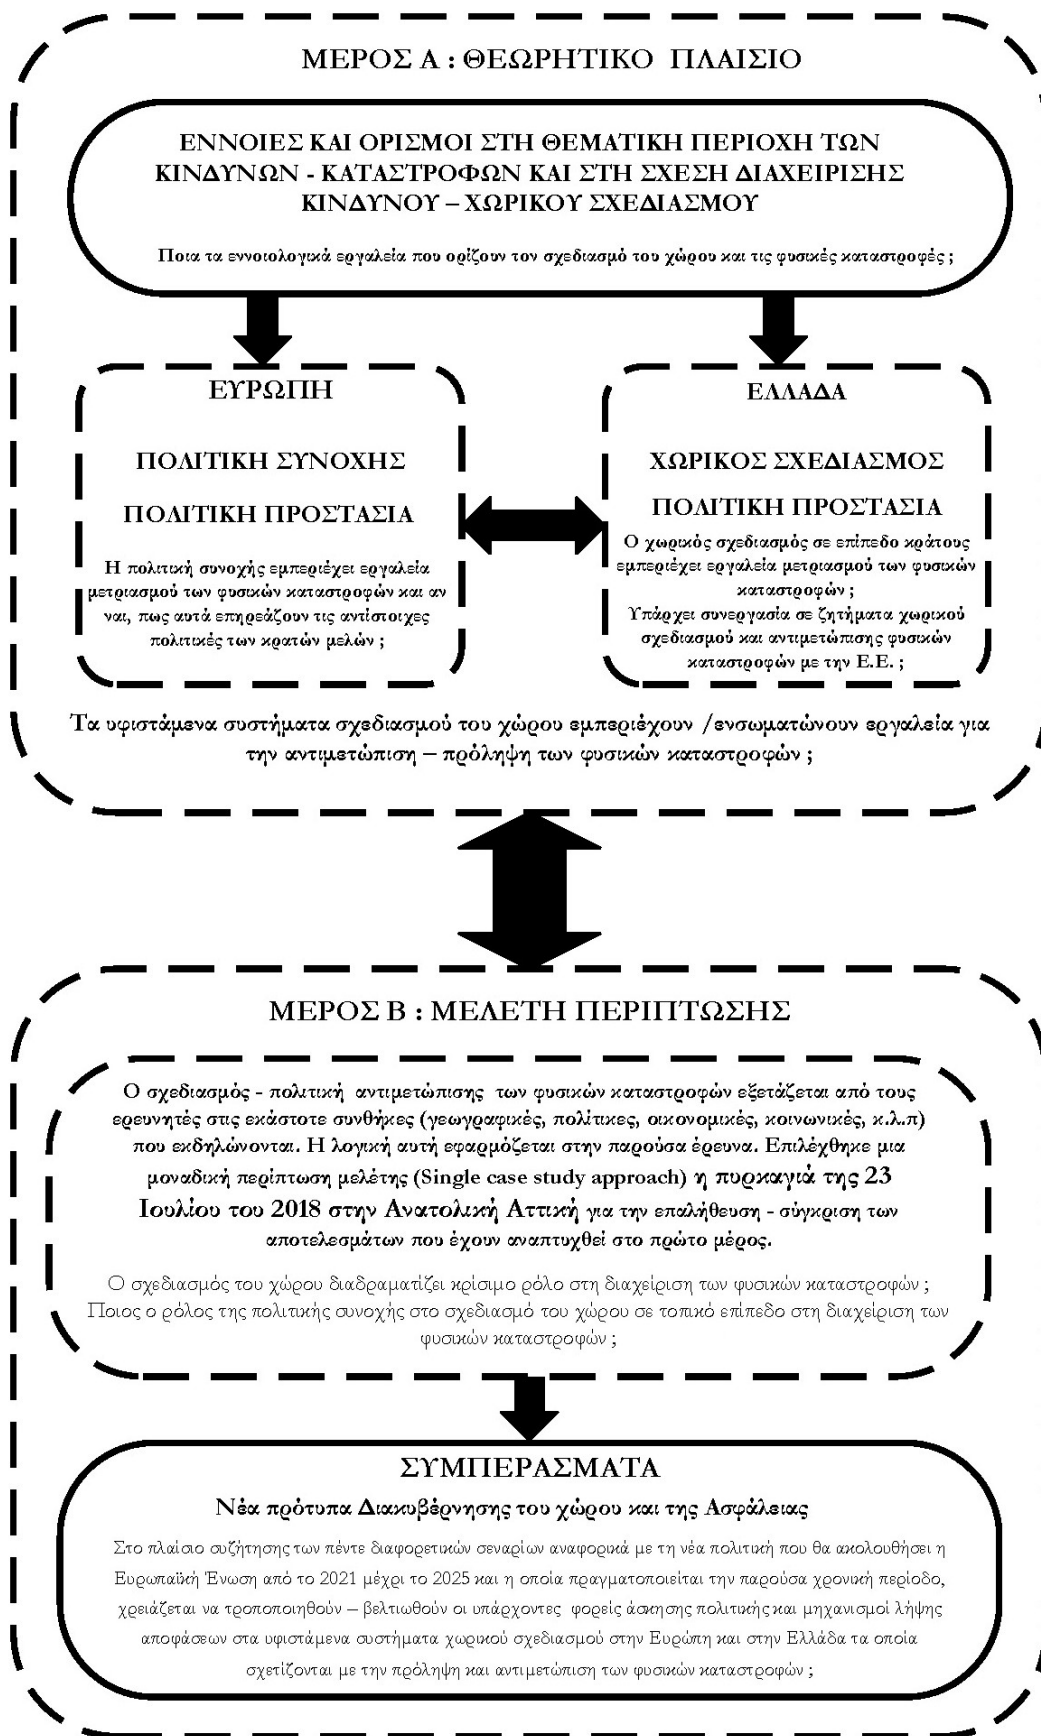 ΜΕΡΟΣ Α : ΘΕΩΡΗΤΙΚΟ ΠΛΑΙΣΙΟ
ΕΝΝΟΙΕΣ ΚΑΙ ΟΡΙΣΜΟΙ ΣΤΗ ΘΕΜΑΤΙΚΗ ΠΕΡΙΟΧΗ ΤΩΝ
ΚΙΝΔΥΝΩΝ - ΚΑΤΑΣΤΡΟΦΩΝ ΚΑΙ ΣΤΗ ΣΧΕΣΗ ΔΙΑΧΕΙΡΙΣΗΣ
ΚΙΝΔΥΝΟΥ – ΧΩΡΙΚΟΥ ΣΧΕΔΙΑΣΜΟΥ
Ποια τα εννοιολογικά εργαλεία που ορίζουν τον σχεδιασμό του χώρου και τις φυσικές καταστροφές ;
ΕΥΡΩΠΗ
ΠΟΛΙΤΙΚΗ ΣΥΝΟΧΗΣ
ΠΟΛΙΤΙΚΗ ΠΡΟΣΤΑΣΙΑ
Η πολιτική συνοχής εμπεριέχει εργαλεία
μετριασμού των φυσικών καταστροφών και αν
ναι, πως αυτά επηρεάζουν τις αντίστοιχες
πολιτικές των κρατών μελών ;
ΕΛΛΑΔΑ
ΧΩΡΙΚΟΣ ΣΧΕΔΙΑΣΜΟΣ
ΠΟΛΙΤΙΚΗ ΠΡΟΣΤΑΣΙΑ
Ο χωρικός σχεδιασμός σε επίπεδο κράτους
εμπεριέχει εργαλεία μετριασμού των φυσικών
καταστροφών ;
Υπάρχει συνεργασία σε ζητήματα χωρικού
σχεδιασμού και αντιμετώπισης φυσικών
καταστροφών με την Ε.Ε. ;
Τα υφιστάμενα συστήματα σχεδιασμού του χώρου εμπεριέχουν /ενσωματώνουν εργαλεία για
την αντιμετώπιση – πρόληψη των φυσικών καταστροφών ;
ΜΕΡΟΣ Β : ΜΕΛΕΤΗ ΠΕΡΙΠΤΩΣΗΣ
Ο σχεδιασμός - πολιτική αντιμετώπισης των φυσικών καταστροφών εξετάζεται από τους
ερευνητές στις εκάστοτε συνθήκες (γεωγραφικές, πολίτικες, οικονομικές, κοινωνικές, κ.λ.π)
που εκδηλώνονται. Η λογική αυτή εφαρμόζεται στην παρούσα έρευνα. Επιλέχθηκε μια
μοναδική περίπτωση μελέτης (Single case study approach) η πυρκαγιά της 23
Ιουλίου του 2018 στην Ανατολική Αττική για την επαλήθευση - σύγκριση των
αποτελεσμάτων που έχουν αναπτυχθεί στο πρώτο μέρος.
Ο σχεδιασμός του χώρου διαδραματίζει κρίσιμο ρόλο στη διαχείριση των φυσικών καταστροφών ;
Ποιος ο ρόλος της πολιτικής συνοχής στο σχεδιασμό του χώρου σε τοπικό επίπεδο στη διαχείριση των
φυσικών καταστροφών ;
ΣΥΜΠΕΡΑΣΜΑΤΑ
Νέα πρότυπα Διακυβέρνησης του χώρου και της Ασφάλειας
Στο πλαίσιο συζήτησης των πέντε διαφορετικών σεναρίων αναφορικά με τη νέα πολιτική που θα ακολουθήσει η
Ευρωπαϊκή Ένωση από το 2021 μέχρι το 2025 και η οποία πραγματοποιείται την παρούσα χρονική περίοδο,
χρειάζεται να τροποποιηθούν – βελτιωθούν οι υπάρχοντες φορείς άσκησης πολιτικής και μηχανισμοί λήψης
αποφάσεων στα υφιστάμενα συστήματα χωρικού σχεδιασμού στην Ευρώπη και στην Ελλάδα τα οποία
σχετίζονται με την πρόληψη και αντιμετώπιση των φυσικών καταστροφών ;